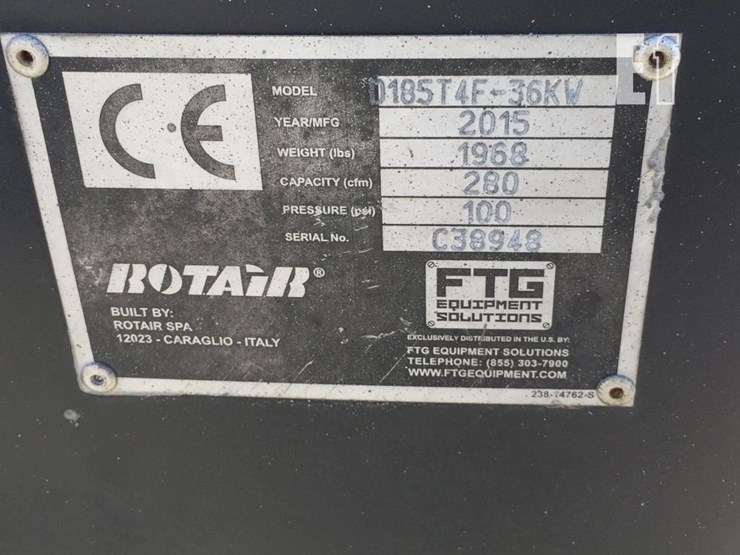 CE
MODEL D185T4F-36KW
YEAR/MFG 2015
WEIGHT (lbs) 1968
CAPACITY (cfm) 280
PRESSURE (psi) 100
SERIAL No. C38948
ROTAIR®
BUILT BY:
ROTAIR SPA
12023 - CARAGLIO - ITALY
FTG
EQUIPMENT
SOLUTIONS
EXCLUSIVELY DISTRIBUTED IN THE U.S. BY:
FTG EQUIPMENT SOLUTIONS
TELEPHONE: (855) 303-7900
WWW.FTGEQUIPMENT.COM
238-14762-S